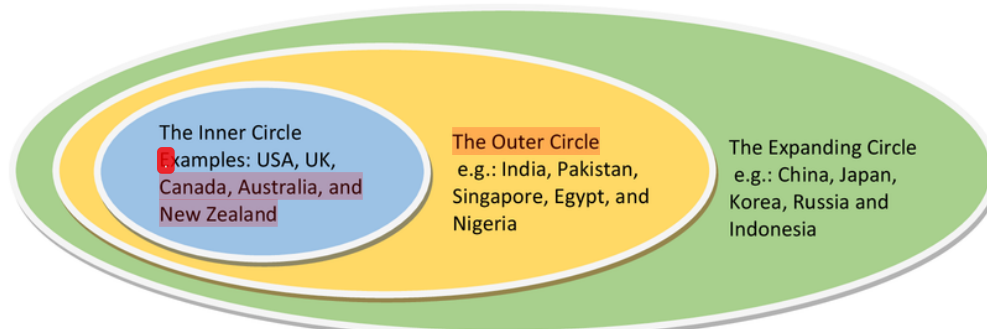 The Inner Circle
Examples: USA, UK,
Canada, Australia, and
New Zealand
The Outer Circle
e.g.: India, Pakistan,
Singapore, Egypt, and
Nigeria
The Expanding Circle
e.g.: China, Japan,
Korea, Russia and
Indonesia